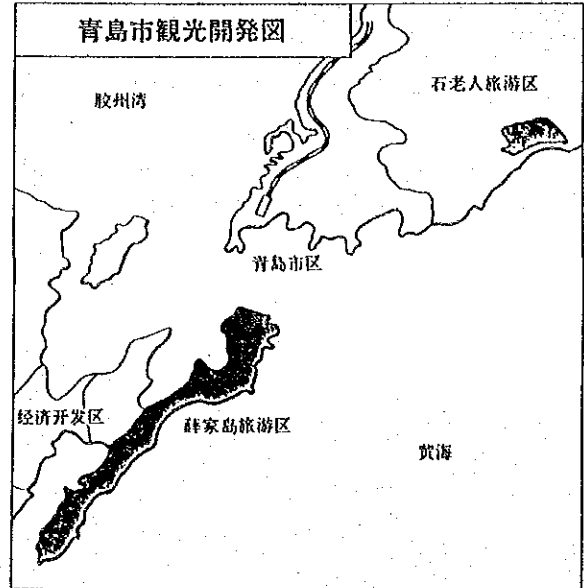 青島市観光開発図
石老人旅游区
胶州湾
青島市区
经济开发区
薛家岛旅游区
黄海